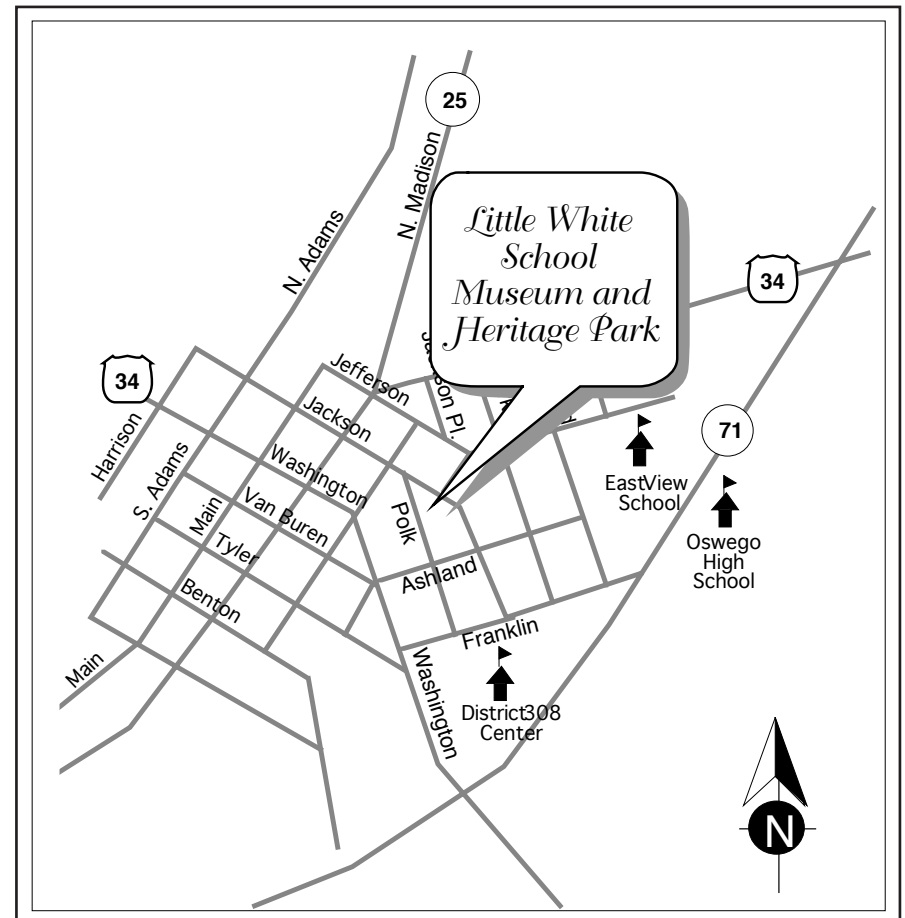 25
N. Madison
N. Adams
Little White
School
Museum and
Heritage Park
34
34
Jefferson
Jackson
Harrison
S. Adams
Washington
Main
Van Buren
Polk
Tyler
Ashland
Benton
Franklin
Main
Washington
71
EastView
School
Oswego
High
School
District308
Center
N